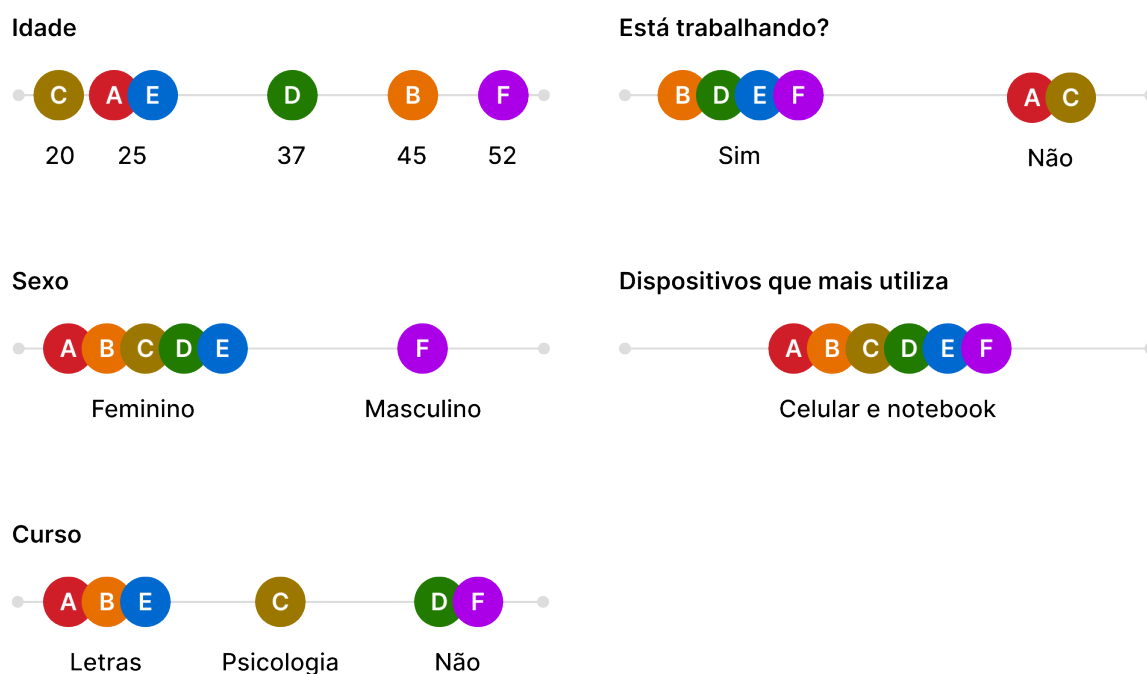 Idade
C A E D B F
20 25 37 45 52
Está trabalhando?
B D E F A C
Sim Não
Sexo
A B C D E F
Feminino Masculino
Dispositivos que mais utiliza
A B C D E F
Celular e notebook
Curso
A B E C D F
Letras Psicologia Não